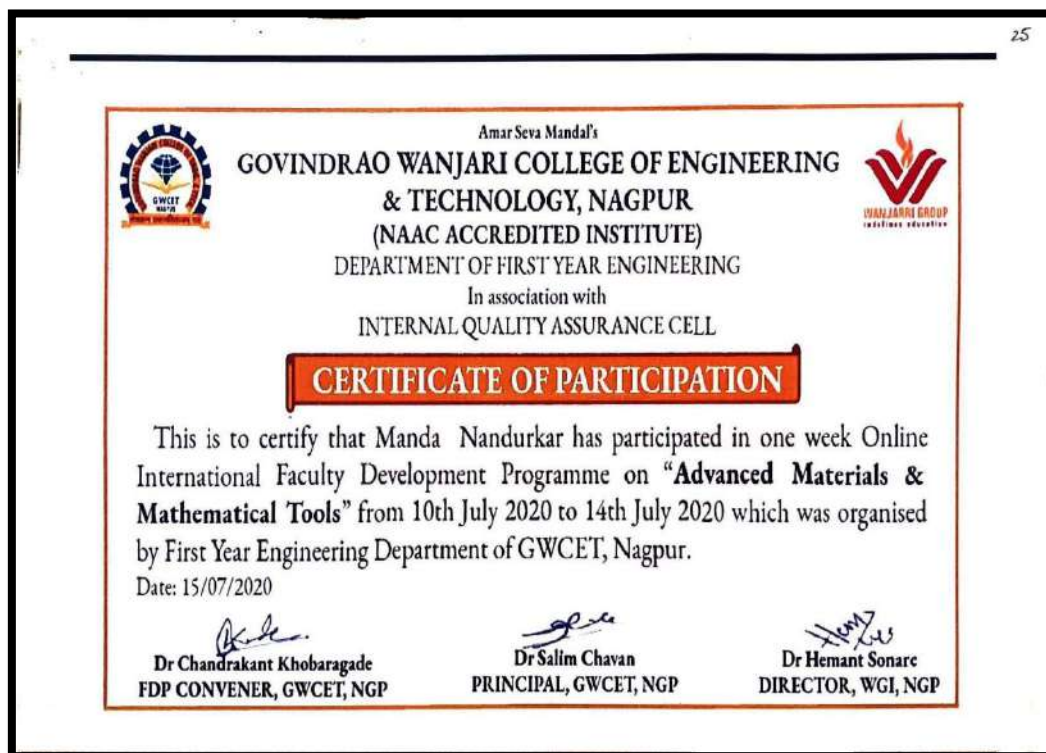 25
Amar Seva Mandal's
GOVINDRAO WANJARI COLLEGE OF ENGINEERING
& TECHNOLOGY, NAGPUR
(NAAC ACCREDITED INSTITUTE)
DEPARTMENT OF FIRST YEAR ENGINEERING
In association with
INTERNAL QUALITY ASSURANCE CELL
GWCET
NAGPUR
WANJARRI GROUP
redefines education
CERTIFICATE OF PARTICIPATION
This is to certify that Manda Nandurkar has participated in one week Online
International Faculty Development Programme on “Advanced Materials &
Mathematical Tools” from 10th July 2020 to 14th July 2020 which was organised
by First Year Engineering Department of GWCET, Nagpur.
Date: 15/07/2020
Dr Chandrakant Khobaragade
FDP CONVENER, GWCET, NGP
Dr Salim Chavan
PRINCIPAL, GWCET, NGP
Dr Hemant Sonare
DIRECTOR, WGI, NGP